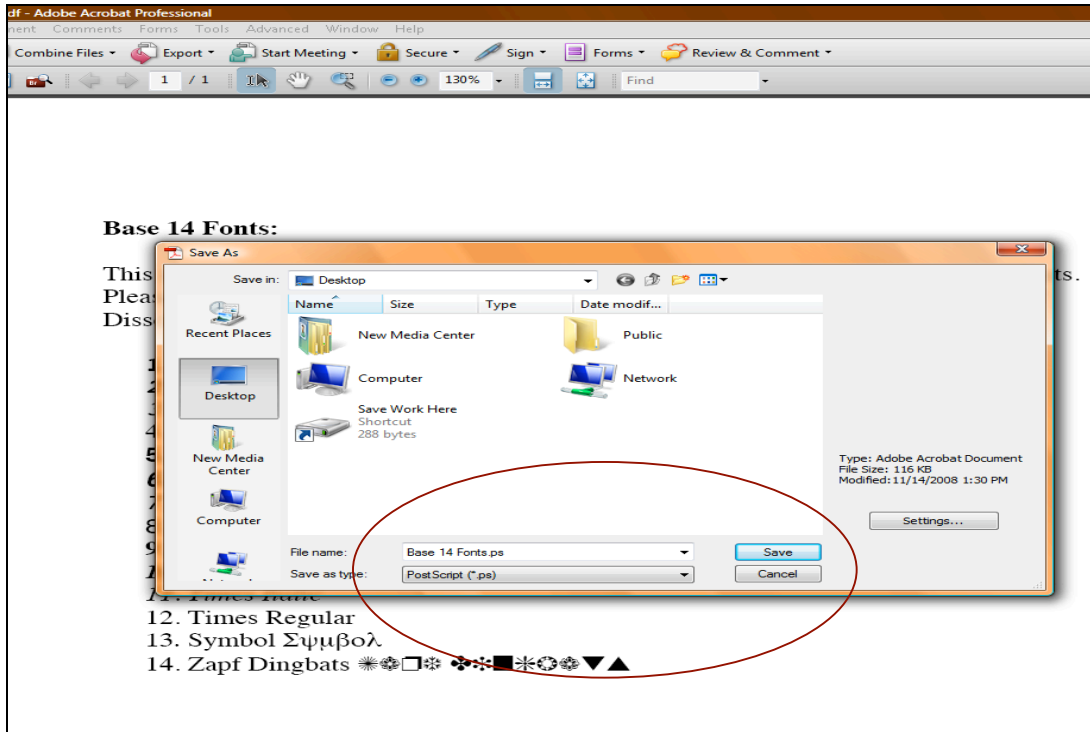 df - Adobe Acrobat Professional
ment Comments Forms Tools Advanced Window Help
Combine Files Export Start Meeting Secure Sign Forms Review & Comment
1 / 1 130% Find
Base 14 Fonts:
Save As
This ts.
Save in: Desktop
Pleas
Name Size Type Date modif...
Disse
Recent Places
New Media Center Public
Computer Network
Desktop
Save Work Here
Shortcut
288 bytes
New Media
Center
Type: Adobe Acrobat Document
File Size: 116 KB
Modified: 11/14/2008 1:30 PM
Computer
Settings...
File name: Base 14 Fonts.ps Save
Save as type: PostScript (*.ps) Cancel
11. Times Italic
12. Times Regular
13. Symbol Σψμβολ
14. Zapf Dingbats ✺❁❐❆ ✤✻■✳❂❁▼▲